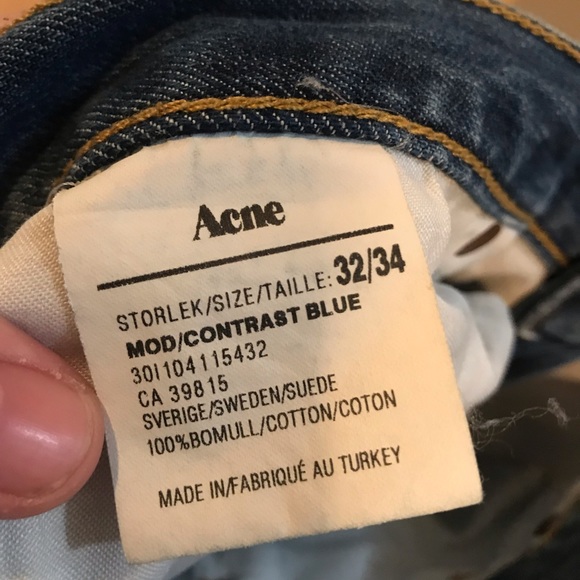 Acne
STORLEK/SIZE/TAILLE: 32/34
MOD/CONTRAST BLUE
301104115432
CA 39815
SVERIGE/SWEDEN/SUEDE
100%BOMULL/COTTON/COTON
MADE IN/FABRIQUÉ AU TURKEY